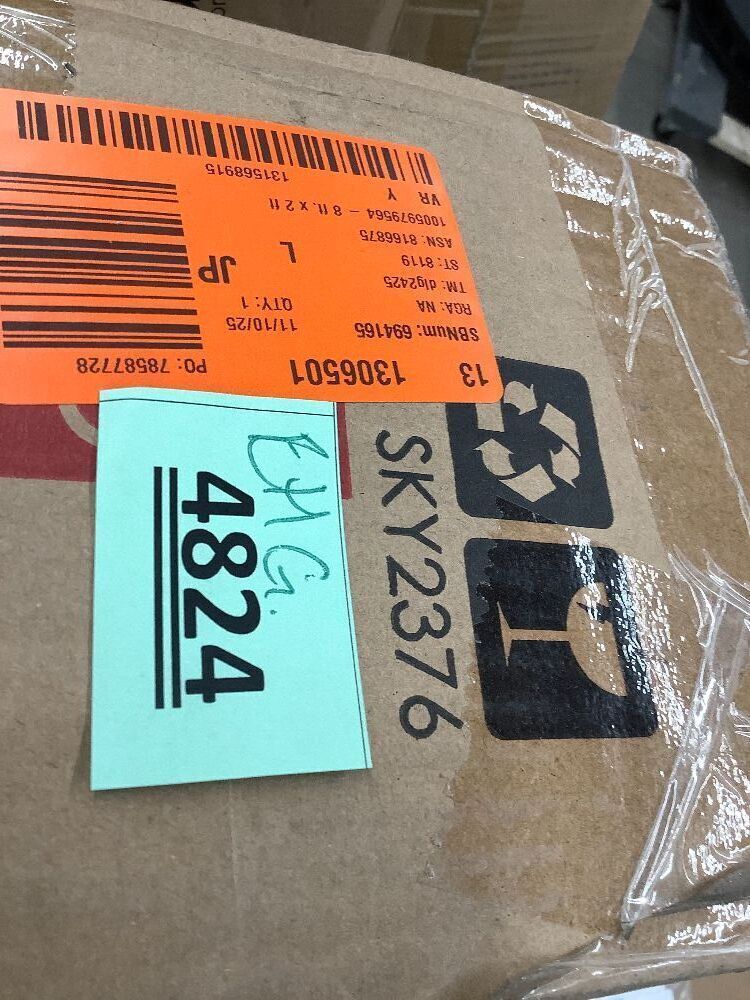 13 1306501 PO: 78587728
SBNum: 694165 11/10/25
RGA: NA QTY: 1
TM: dlg2425 JP
ST: 8119 L
ASN: 8166875
1005979564 - 8 ft. x 2 ft
VR Y
131568915
SKY2376
EH G.
4824